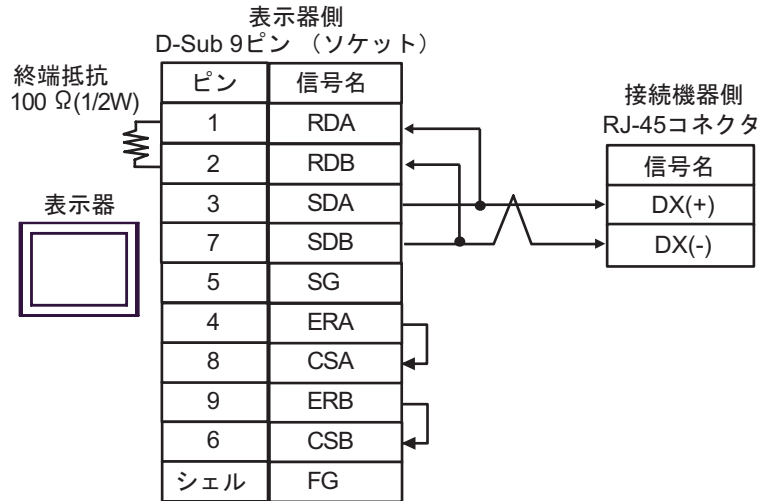 表示器側
D-Sub 9ピン （ソケット）
終端抵抗
100 Ω(1/2W)
ピン 信号名
1 RDA
2 RDB
3 SDA
7 SDB
5 SG
4 ERA
8 CSA
9 ERB
6 CSB
シェル FG
表示器
接続機器側
RJ-45コネクタ
信号名
DX(+)
DX(-)